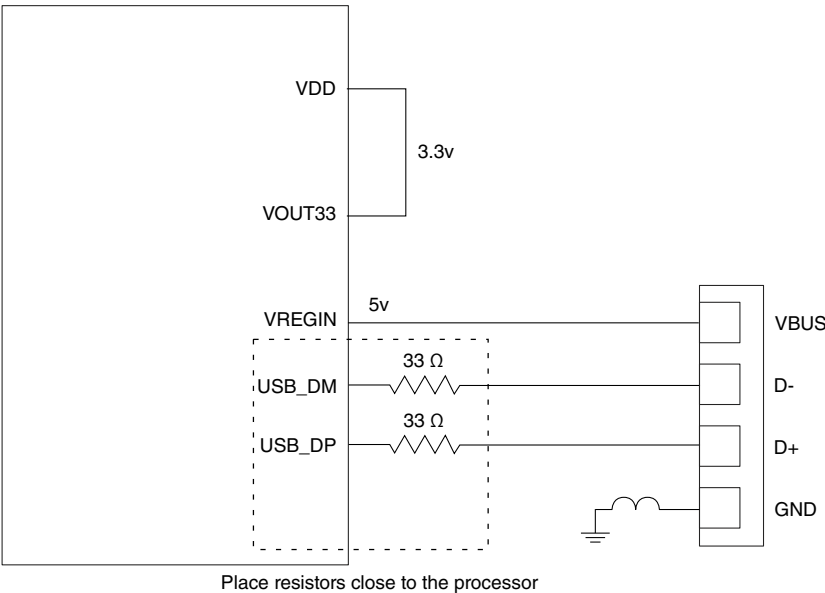 VDD
3.3v
VOUT33
VREGIN
5v
VBUS
33 Ω
USB_DM
D-
33 Ω
USB_DP
D+
GND
Place resistors close to the processor